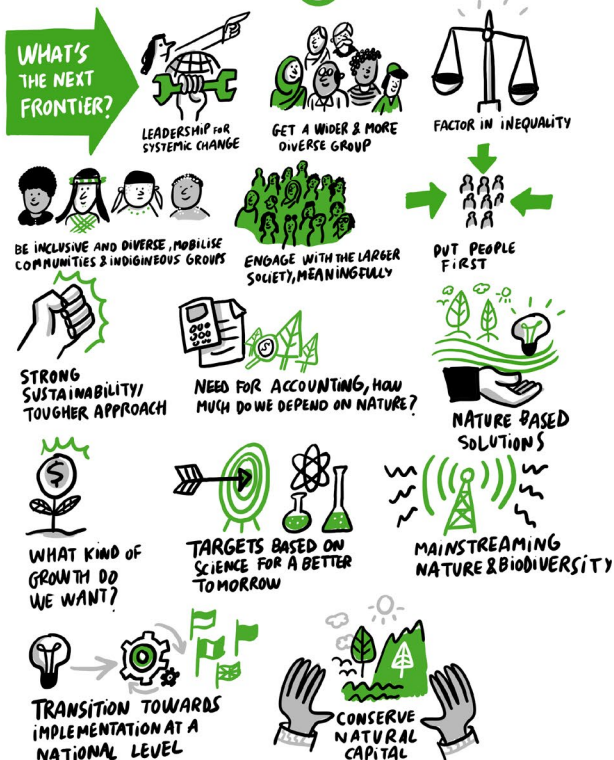 WHAT'S
THE NEXT
FRONTIER?
LEADERSHIP FOR
SYSTEMIC CHANGE
GET A WIDER & MORE
DIVERSE GROUP
FACTOR IN INEQUALITY
BE INCLUSIVE AND DIVERSE, MOBILISE
COMMUNITIES & INDIGINEOUS GROUPS
ENGAGE WITH THE LARGER
SOCIETY, MEANINGFULLY
PUT PEOPLE
FIRST
STRONG
SUSTAINABILITY/
TOUGHER APPROACH
NEED FOR ACCOUNTING, HOW
MUCH DO WE DEPEND ON NATURE?
NATURE BASED
SOLUTIONS
$
WHAT KIND OF
GROWTH DO
WE WANT?
TARGETS BASED ON
SCIENCE FOR A BETTER
TOMORROW
MAINSTREAMING
NATURE & BIODIVERSITY
TRANSITION TOWARDS
IMPLEMENTATION AT A
NATIONAL LEVEL
CONSERVE
NATURAL
CAPITAL